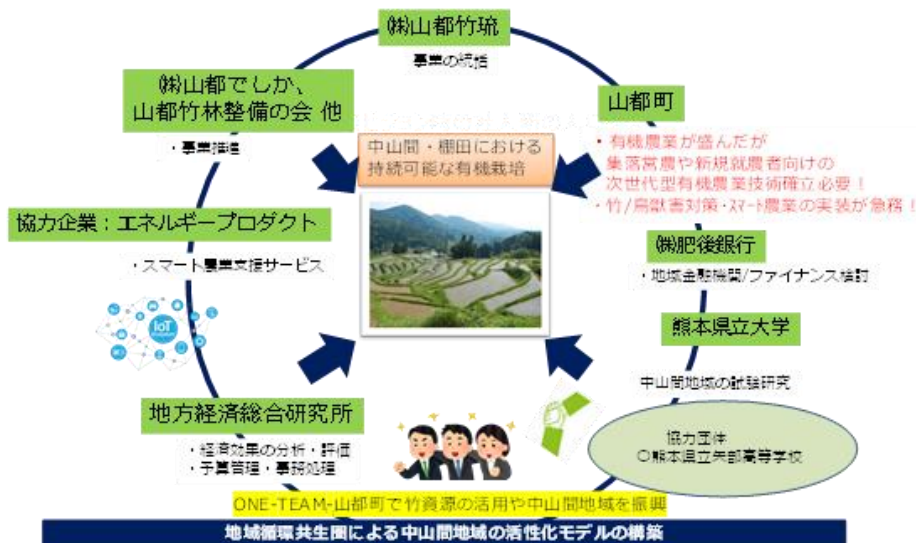 ㈱山都竹琉
事業の統括
㈱山都でしか、
山都竹林整備の会 他
・事業推進
山都町
・有機農業が盛んだが
集落営農や新規就農者向けの
次世代型有機農業技術確立必要！
・竹/鳥獣害対策・ｽﾏｰﾄ農業の実装が急務！
中山間・棚田における
持続可能な有機栽培
協力企業：エネルギープロダクト
・スマート農業支援サービス
IoT
㈱肥後銀行
・地域金融機関/ファイナンス検討
熊本県立大学
中山間地域の試験研究
地方経済総合研究所
・経済効果の分析・評価
・予算管理・事務処理
協力団体
〇熊本県立矢部高等学校
ONE-TEAM-山都町で竹資源の活用や中山間地域を振興
地域循環共生圏による中山間地域の活性化モデルの構築